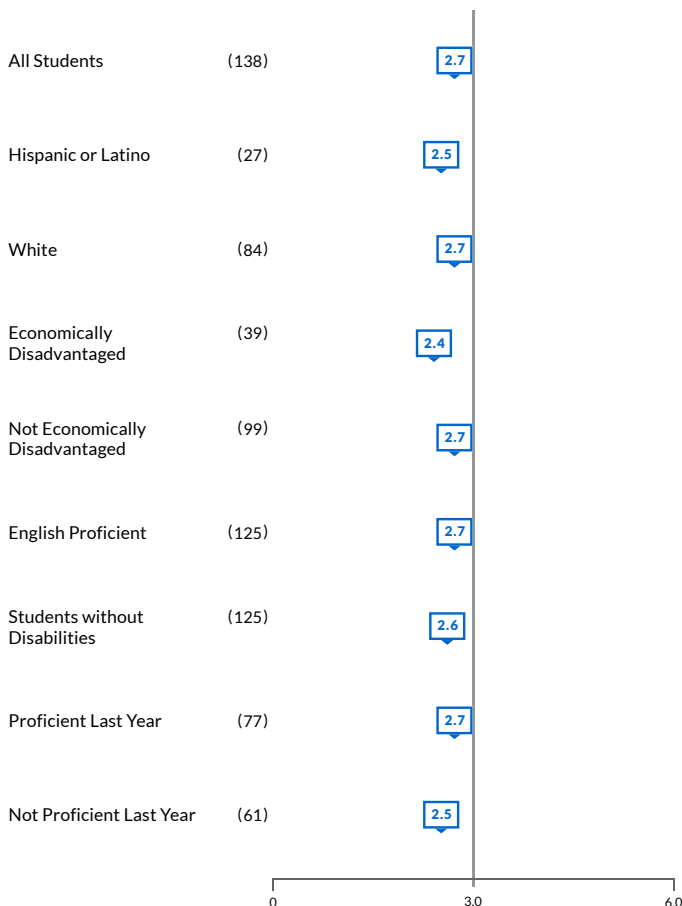 All Students (138) 2.7
Hispanic or Latino (27) 2.5
White (84) 2.7
Economically (39) 2.4
Disadvantaged
Not Economically (99) 2.7
Disadvantaged
English Proficient (125) 2.7
Students without (125) 2.6
Disabilities
Proficient Last Year (77) 2.7
Not Proficient Last Year (61) 2.5
0 3.0 6.0